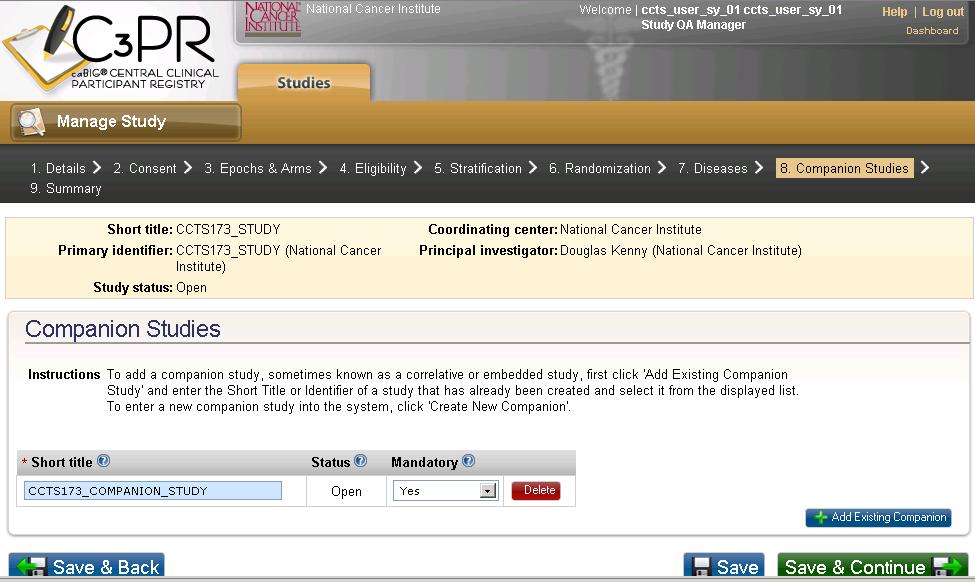 C3PR
caBIG® CENTRAL CLINICAL
PARTICIPANT REGISTRY
NATIONAL
CANCER
INSTITUTE
National Cancer Institute
Welcome | ccts_user_sy_01 ccts_user_sy_01
Study QA Manager
Help | Log out
Dashboard
Studies
Manage Study
1. Details
2. Consent
3. Epochs & Arms
4. Eligibility
5. Stratification
6. Randomization
7. Diseases
8. Companion Studies
9. Summary
Short title: CCTS173_STUDY
Coordinating center: National Cancer Institute
Primary identifier: CCTS173_STUDY (National Cancer
Institute)
Principal investigator: Douglas Kenny (National Cancer Institute)
Study status: Open
Companion Studies
Instructions To add a companion study, sometimes known as a correlative or embedded study, first click 'Add Existing Companion
Study' and enter the Short Title or Identifier of a study that has already been created and select it from the displayed list.
To enter a new companion study into the system, click 'Create New Companion'.
* Short title ? Status ? Mandatory ?
CCTS173_COMPANION_STUDY Open Yes Delete
Add Existing Companion
Save & Back
Save
Save & Continue